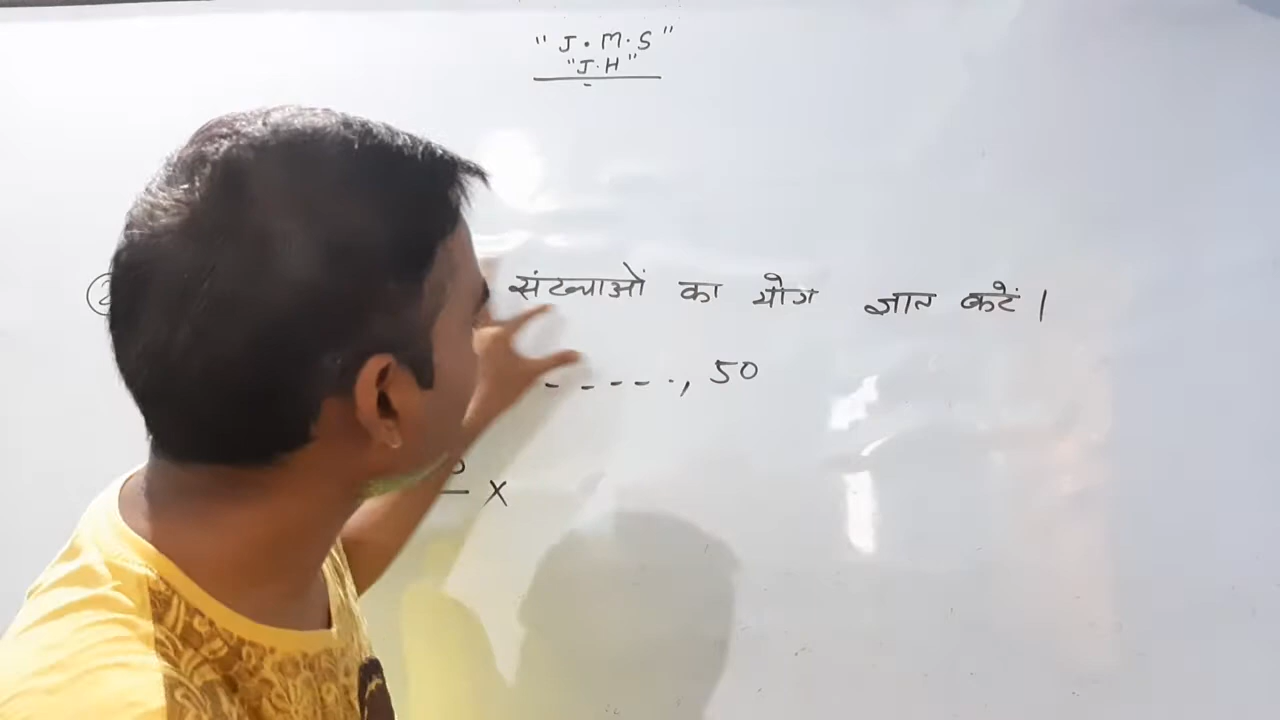 "J.M.S"
"J.H"
संख्याओं का योग ज्ञात करें ।
- - - - -, 50
x